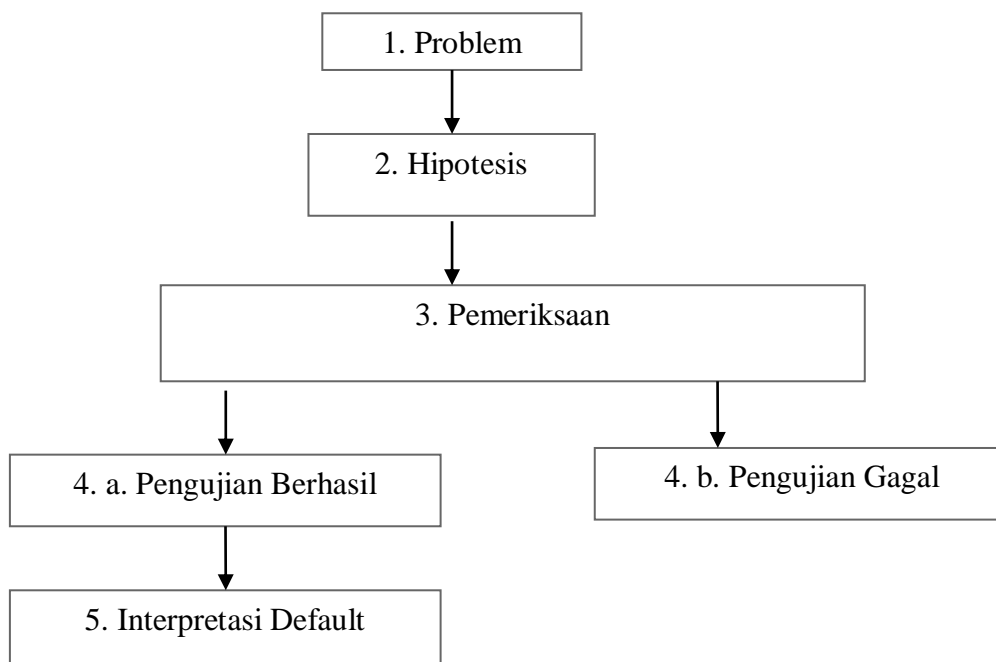 1. Problem
2. Hipotesis
3. Pemeriksaan
4. a. Pengujian Berhasil
4. b. Pengujian Gagal
5. Interpretasi Default